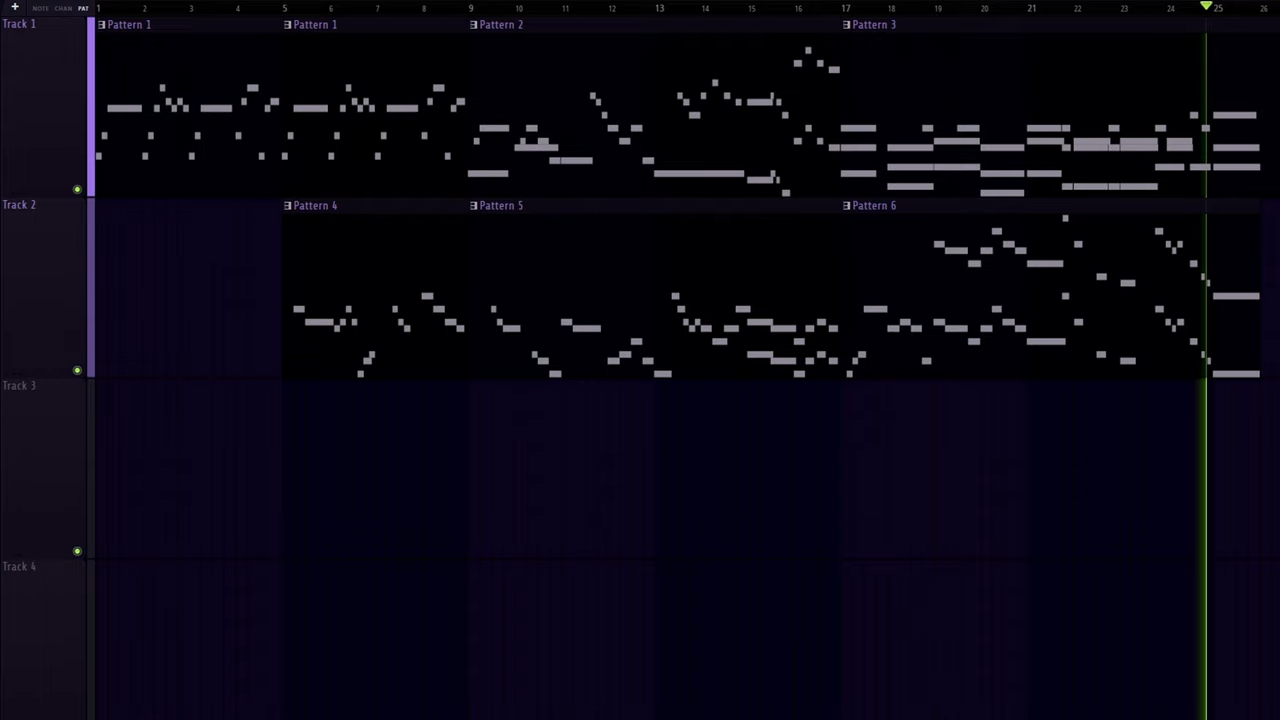 + NOTE CHAN PAT 1 2 3 4 5 6 7 8 9 10 11 12 13 14 15 16 17 18 19 20 21 22 23 24 25 26
Track 1 Pattern 1 Pattern 1 Pattern 2 Pattern 3
Track 2 Pattern 4 Pattern 5 Pattern 6
Track 3
Track 4